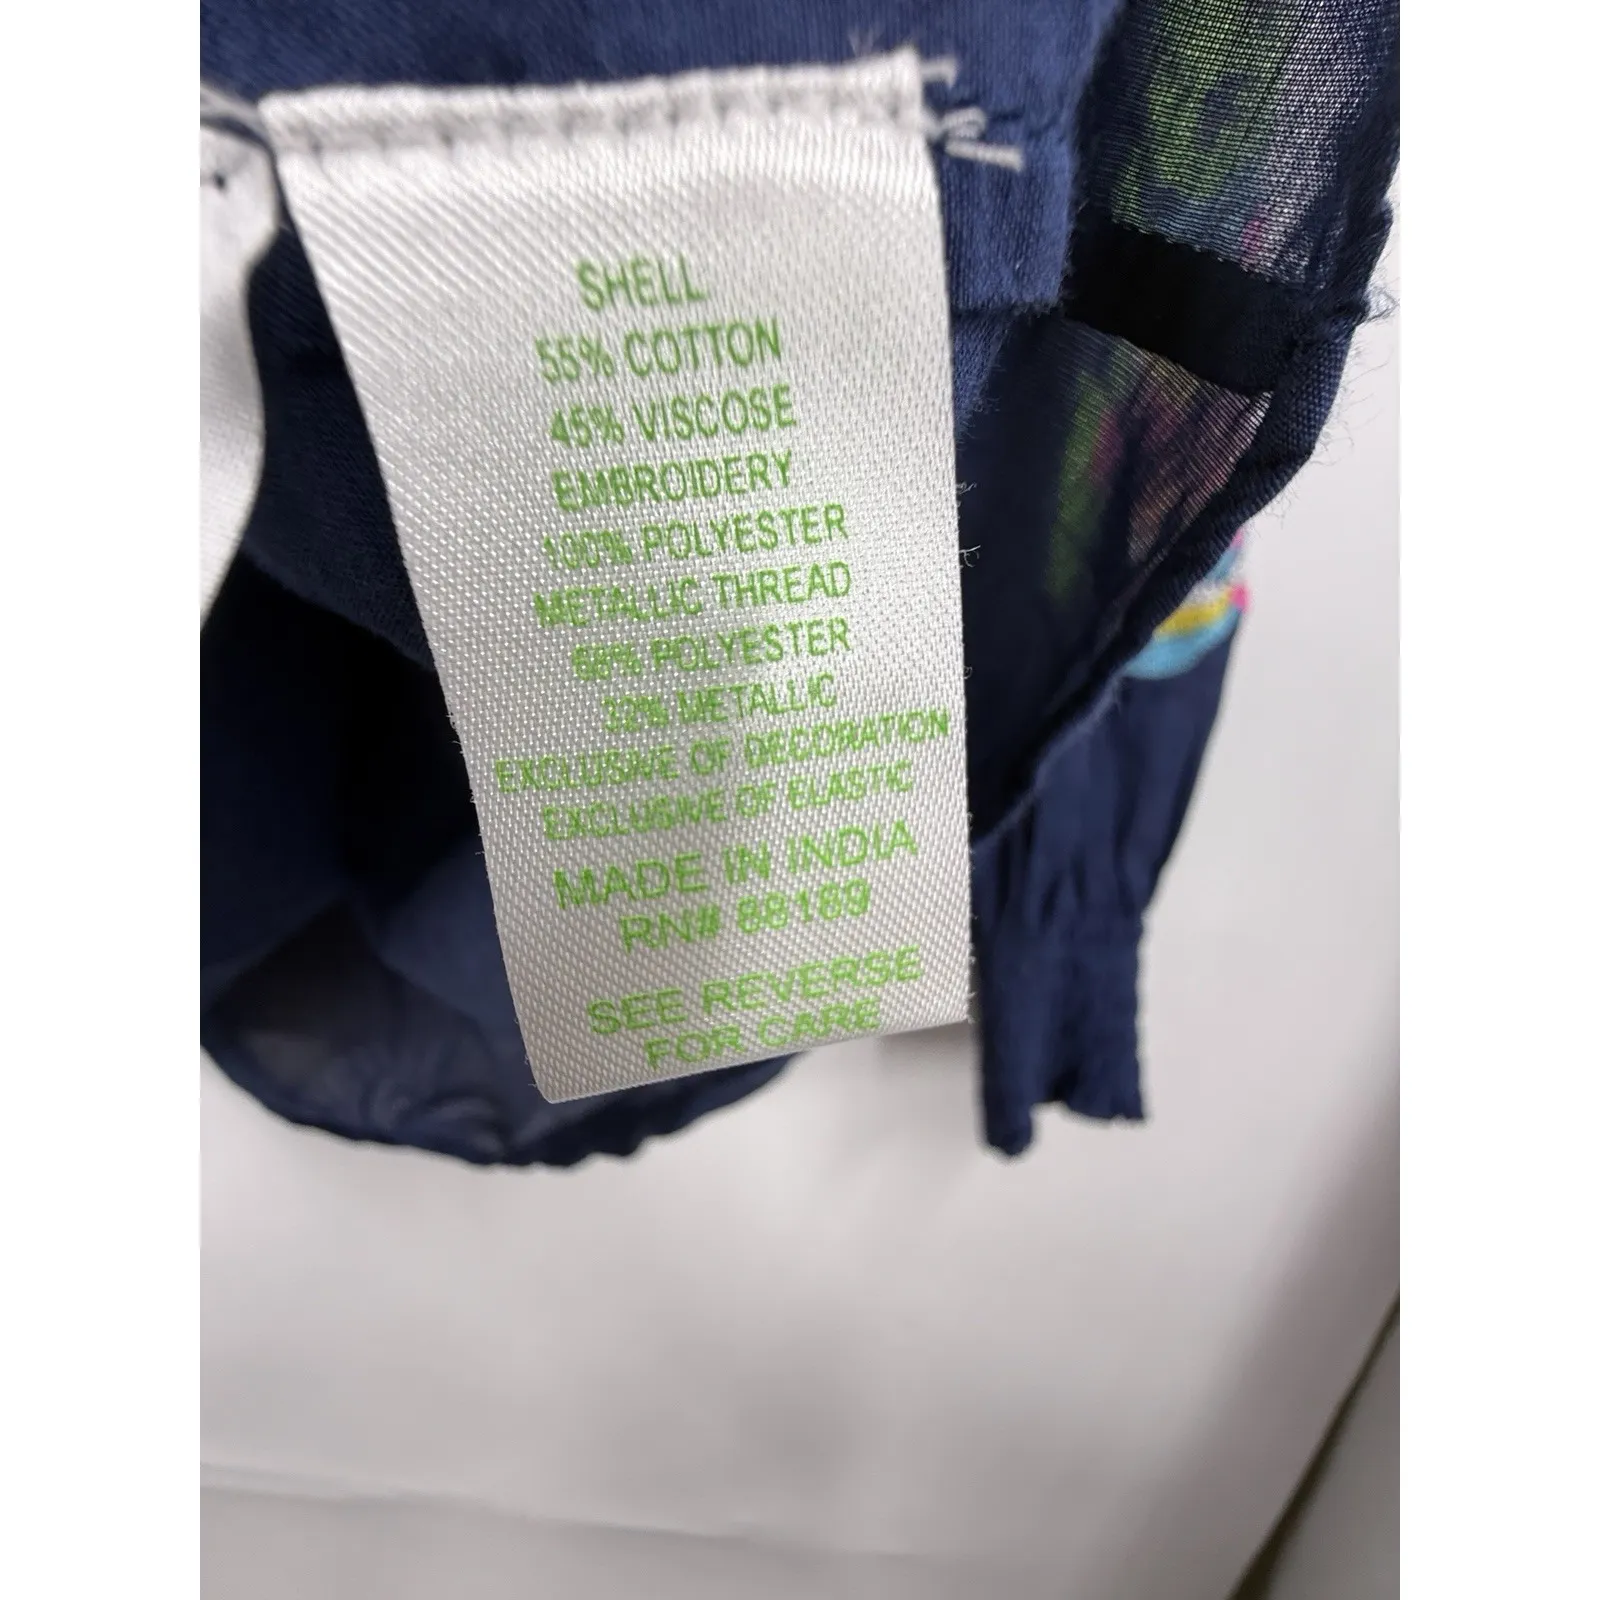 SHELL
55% COTTON
45% VISCOSE
EMBROIDERY
100% POLYESTER
METALLIC THREAD
68% POLYESTER
32% METALLIC
EXCLUSIVE OF DECORATION
EXCLUSIVE OF ELASTIC
MADE IN INDIA
RN# 88189
SEE REVERSE
FOR CARE